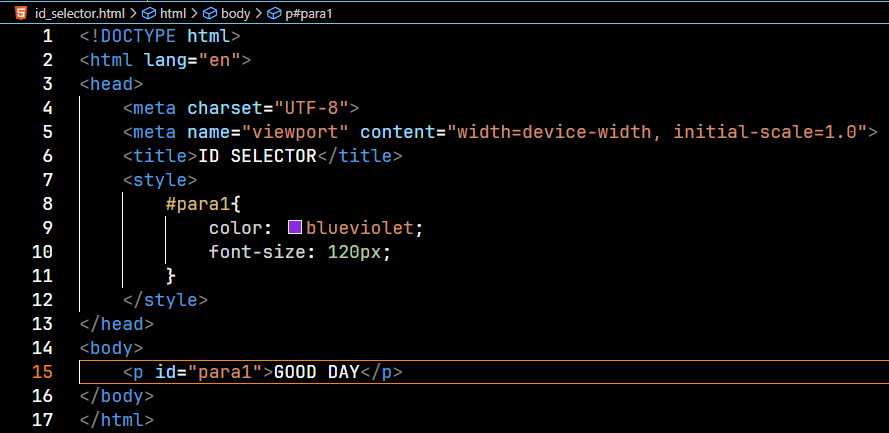 id_selector.html > html > body > p#para1
1 <!DOCTYPE html>
2 <html lang="en">
3 <head>
4     <meta charset="UTF-8">
5     <meta name="viewport" content="width=device-width, initial-scale=1.0">
6     <title>ID SELECTOR</title>
7     <style>
8         #para1{
9             color: blueviolet;
10             font-size: 120px;
11         }
12     </style>
13 </head>
14 <body>
15     <p id="para1">GOOD DAY</p>
16 </body>
17 </html>